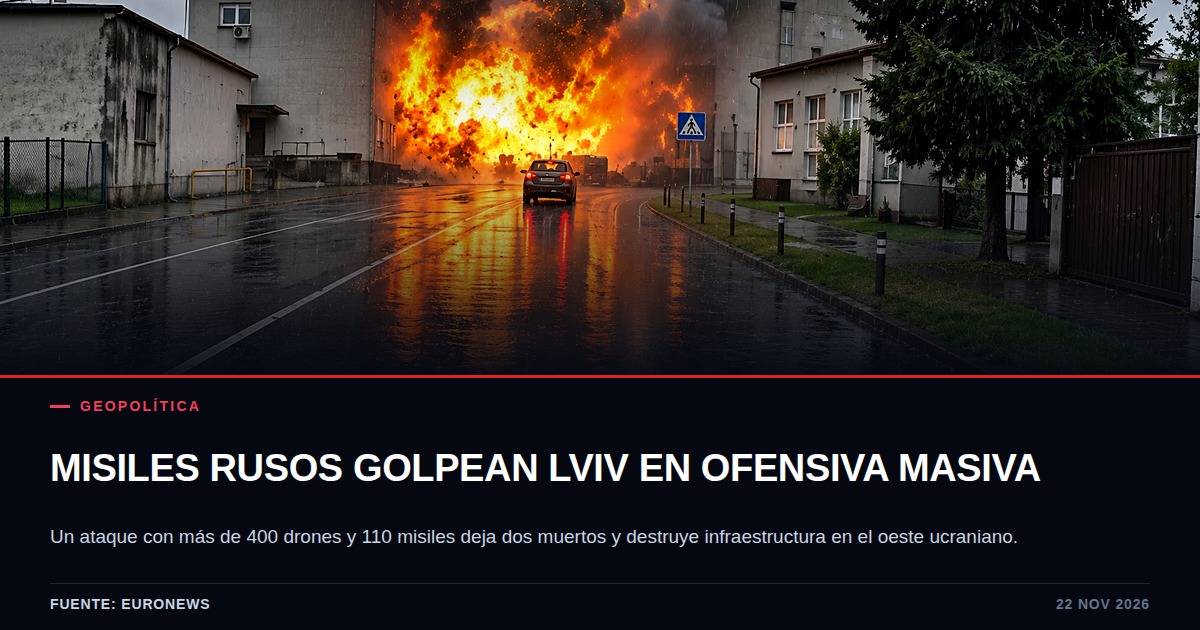 GEOPOLÍTICA
MISILES RUSOS GOLPEAN LVIV EN OFENSIVA MASIVA
Un ataque con más de 400 drones y 110 misiles deja dos muertos y destruye infraestructura en el oeste ucraniano.
FUENTE: EURONEWS
22 NOV 2026